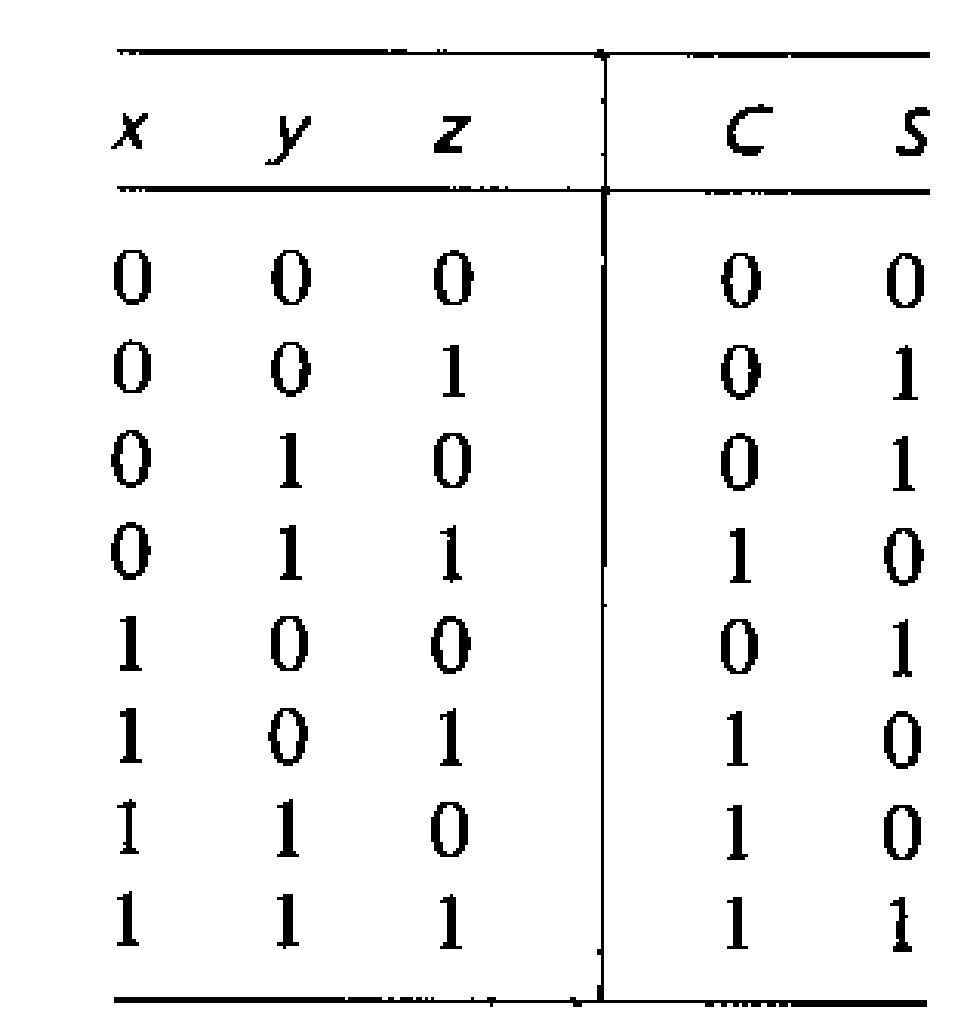 x y z C S
0 0 0 0 0
0 0 1 0 1
0 1 0 0 1
0 1 1 1 0
1 0 0 0 1
1 0 1 1 0
1 1 0 1 0
1 1 1 1 1